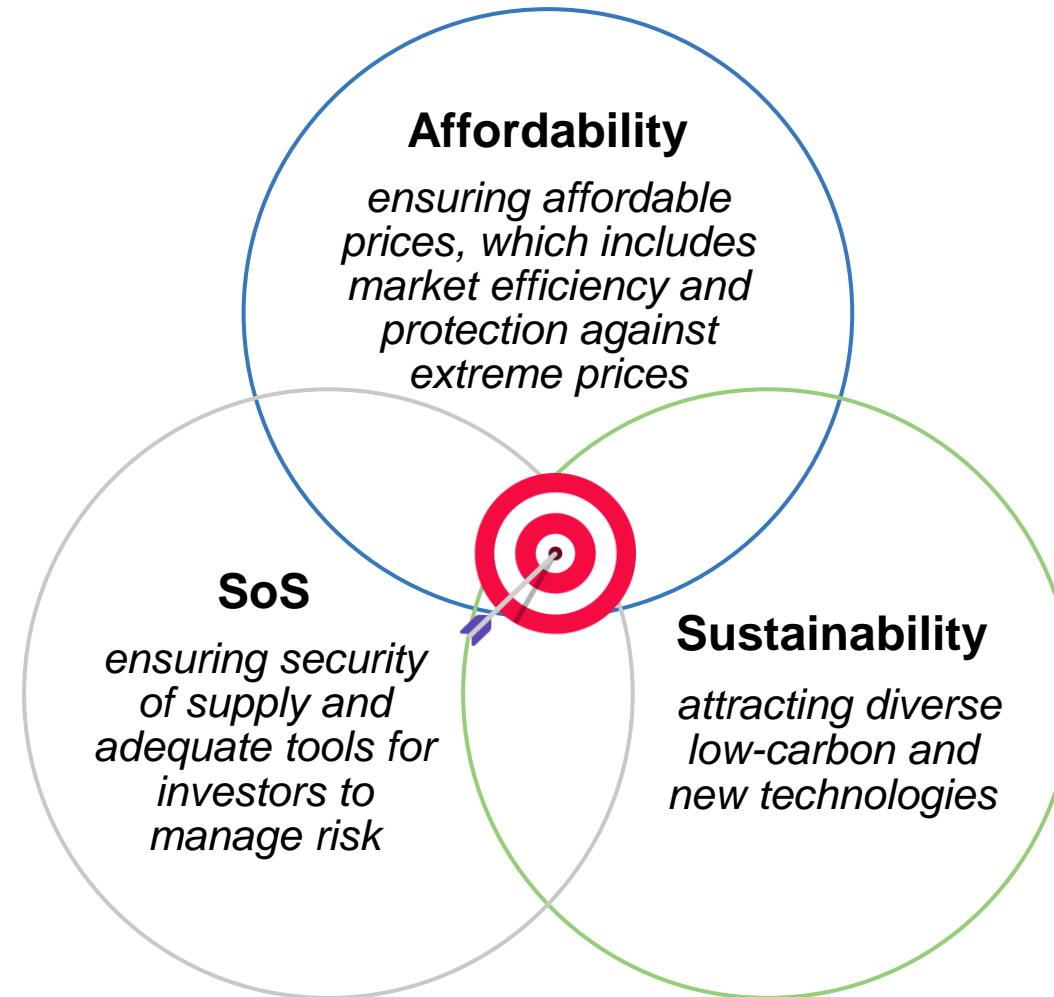 Affordability
ensuring affordable
prices, which includes
market efficiency and
protection against
extreme prices
SoS
ensuring security
of supply and
adequate tools for
investors to
manage risk
Sustainability
attracting diverse
low-carbon and
new technologies